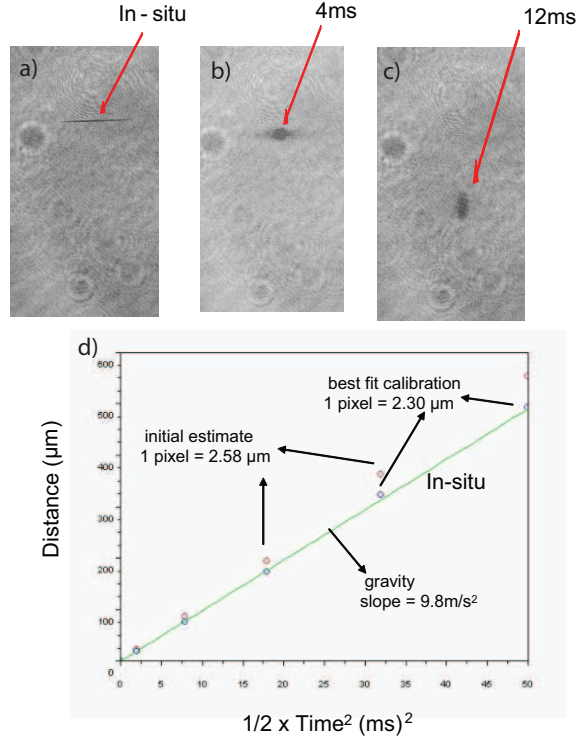 In - situ
4ms
12ms
a)
b)
c)
d)
600
500
400
300
200
100
0
0 5 10 15 20 25 30 35 40 45 50
Distance (µm)
1/2 x Time² (ms)²
initial estimate
1 pixel = 2.58 µm
best fit calibration
1 pixel = 2.30 µm
In-situ
gravity
slope = 9.8m/s²